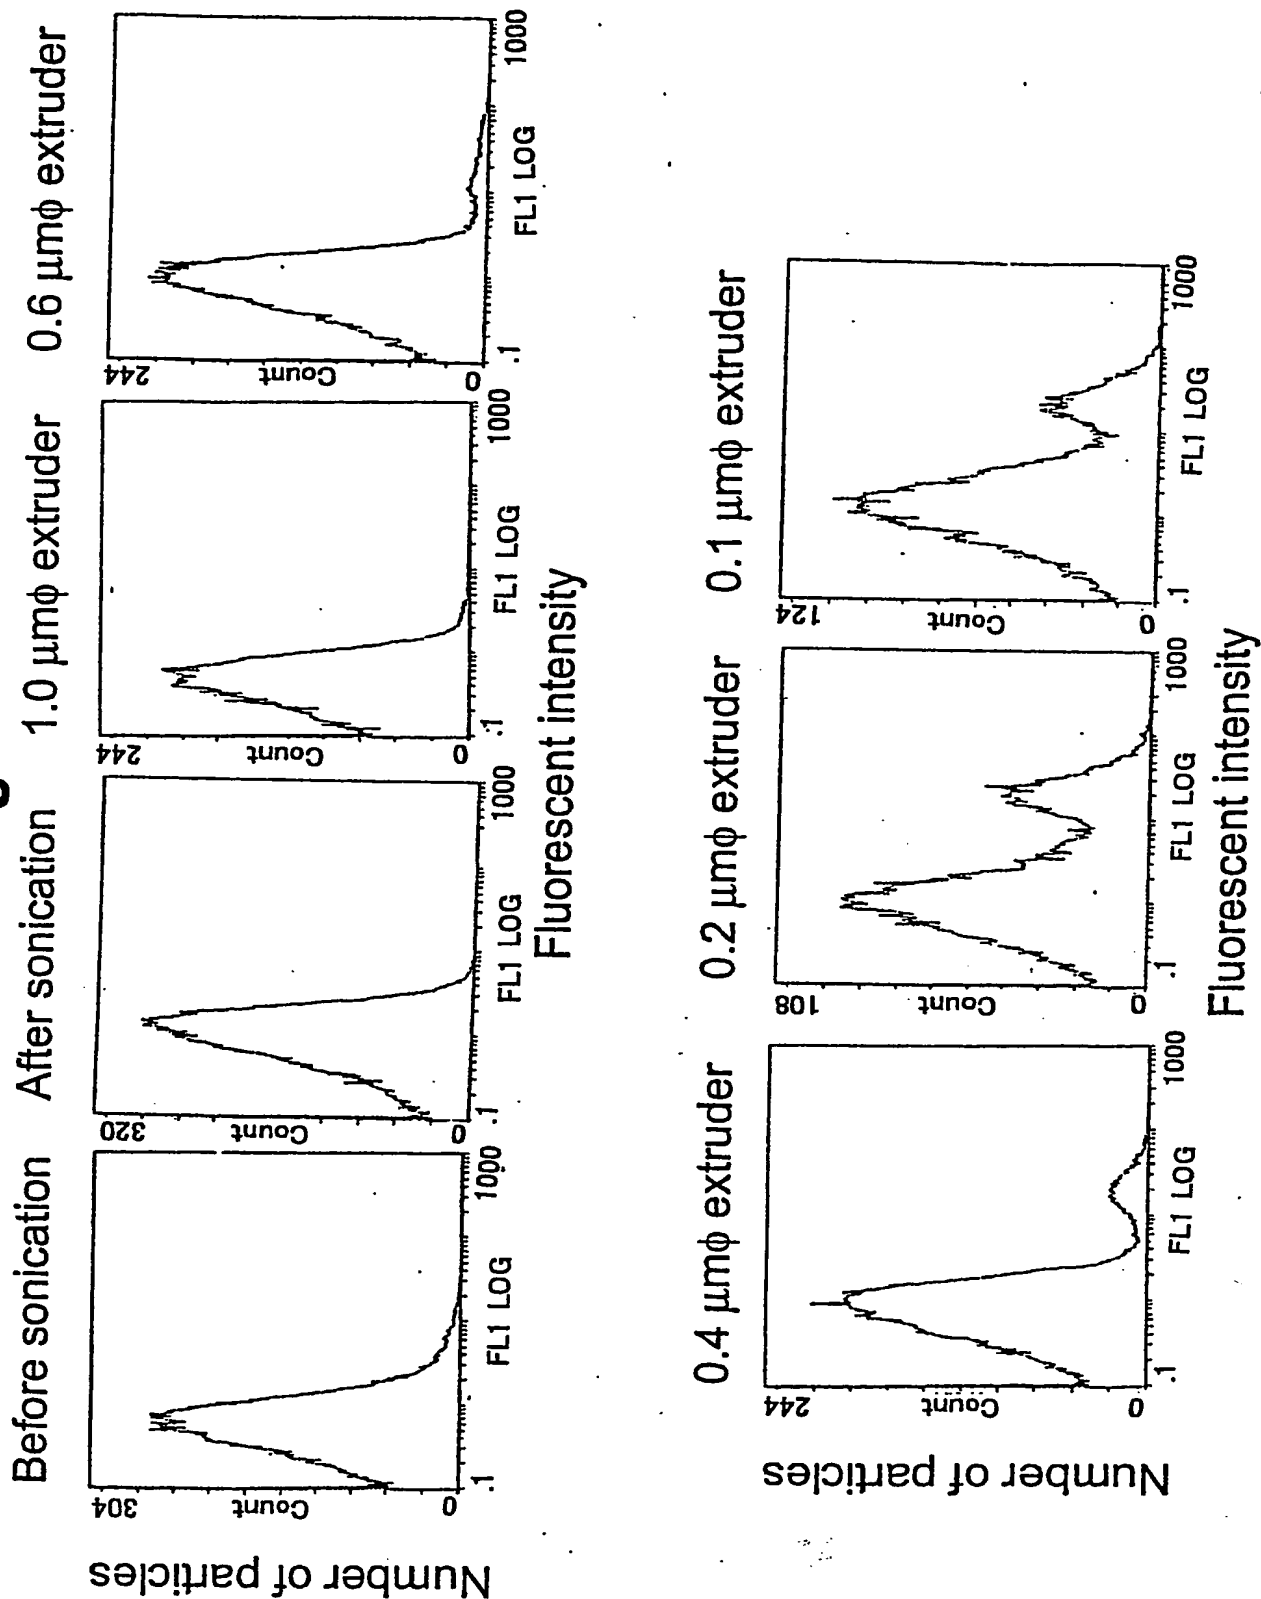 Before sonication
After sonication
1.0 μmφ extruder
0.6 μmφ extruder
Number of particles
304
Count
0
.1
FL1 LOG
1000
320
Count
0
.1
FL1 LOG
1000
244
Count
0
.1
FL1 LOG
1000
244
Count
0
.1
FL1 LOG
1000
Fluorescent intensity
0.4 μmφ extruder
0.2 μmφ extruder
0.1 μmφ extruder
Number of particles
244
Count
0
.1
FL1 LOG
1000
108
Count
0
.1
FL1 LOG
1000
124
Count
0
.1
FL1 LOG
1000
Fluorescent intensity